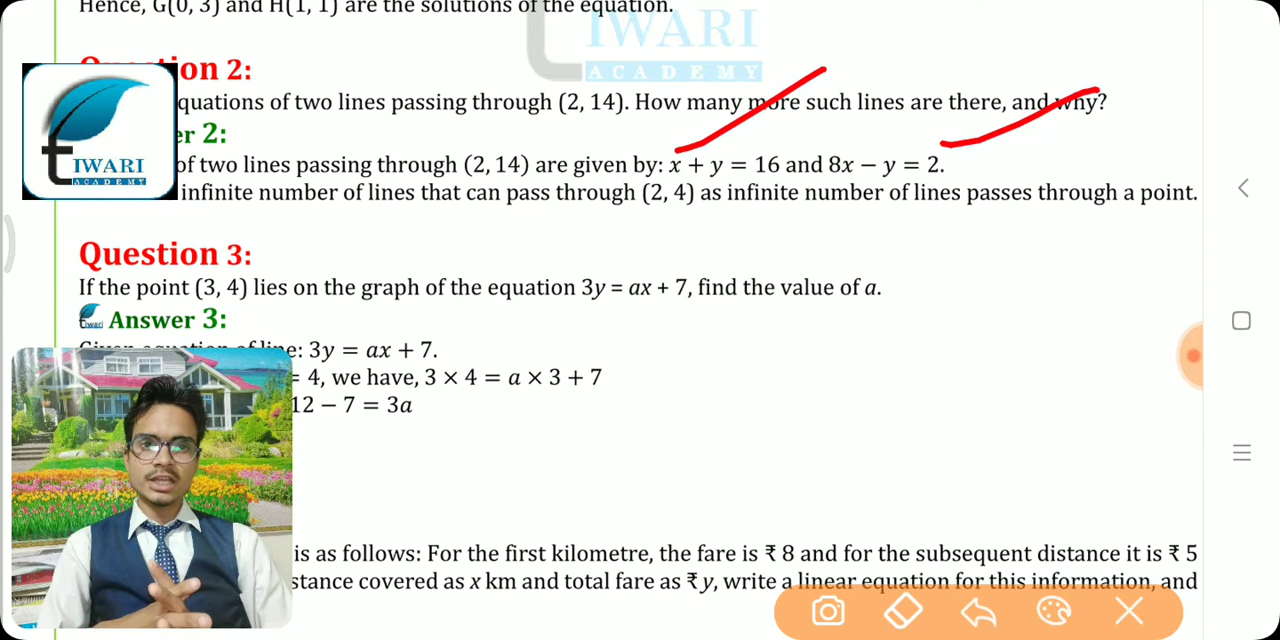 Hence, G(0, 3) and H(1, 1) are the solutions of the equation.
IWARI
ACADEMY
Question 2:
equations of two lines passing through (2, 14). How many more such lines are there, and why?
er 2:
of two lines passing through (2, 14) are given by: x + y = 16 and 8x − y = 2.
infinite number of lines that can pass through (2, 4) as infinite number of lines passes through a point.
tIWARI
ACADEMY
Question 3:
If the point (3, 4) lies on the graph of the equation 3y = ax + 7, find the value of a.
Answer 3:
Given equation of line: 3y = ax + 7.
= 4, we have, 3 × 4 = a × 3 + 7
12 − 7 = 3a
is as follows: For the first kilometre, the fare is ₹ 8 and for the subsequent distance it is ₹ 5
stance covered as x km and total fare as ₹ y, write a linear equation for this information, and